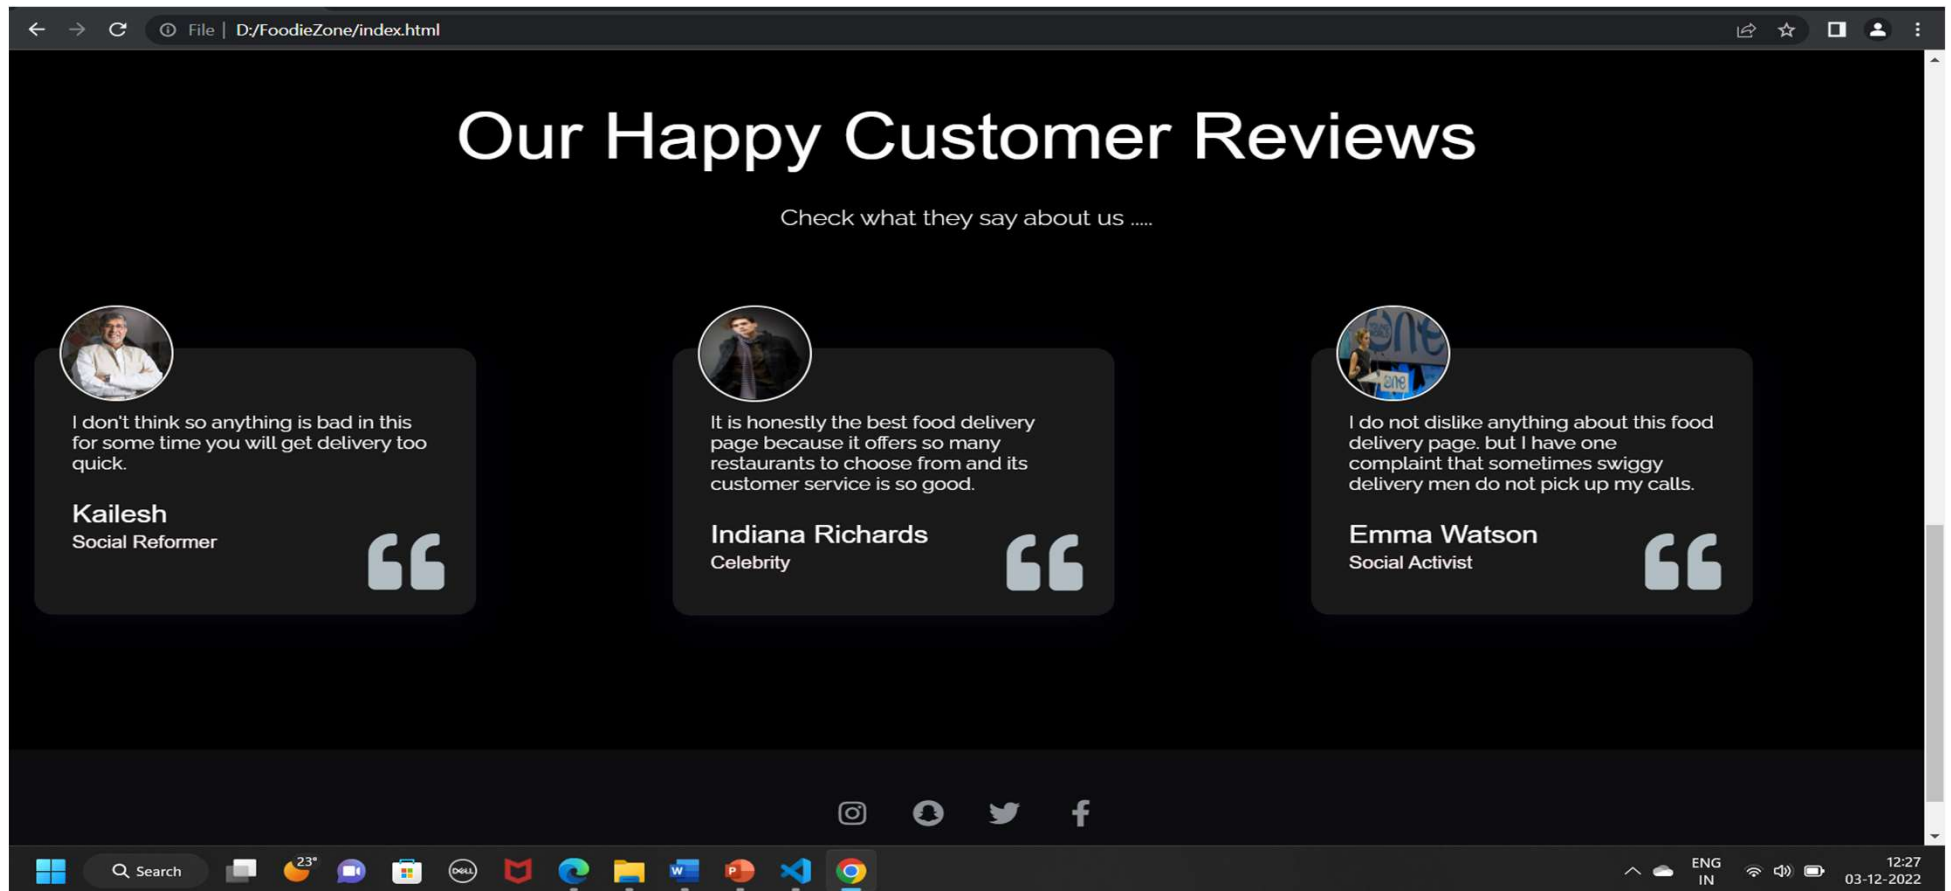 File | D:/FoodieZone/index.html
Our Happy Customer Reviews
Check what they say about us .....
I don't think so anything is bad in this
for some time you will get delivery too
quick.
Kailesh
Social Reformer
It is honestly the best food delivery
page because it offers so many
restaurants to choose from and its
customer service is so good.
Indiana Richards
Celebrity
one
one
I do not dislike anything about this food
delivery page. but I have one
complaint that sometimes swiggy
delivery men do not pick up my calls.
Emma Watson
Social Activist
Search
23°
DELL
W
P
ENG
IN
12:27
03-12-2022